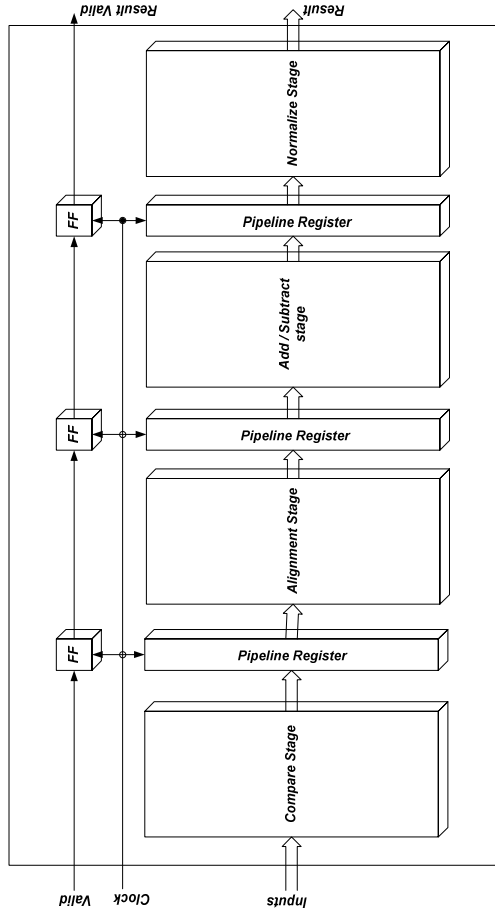 Result Valid
Result
Normalize Stage
FF
Pipeline Register
Add / Subtract
stage
FF
Pipeline Register
Alignment Stage
FF
Pipeline Register
Compare Stage
Valid
Clock
Inputs